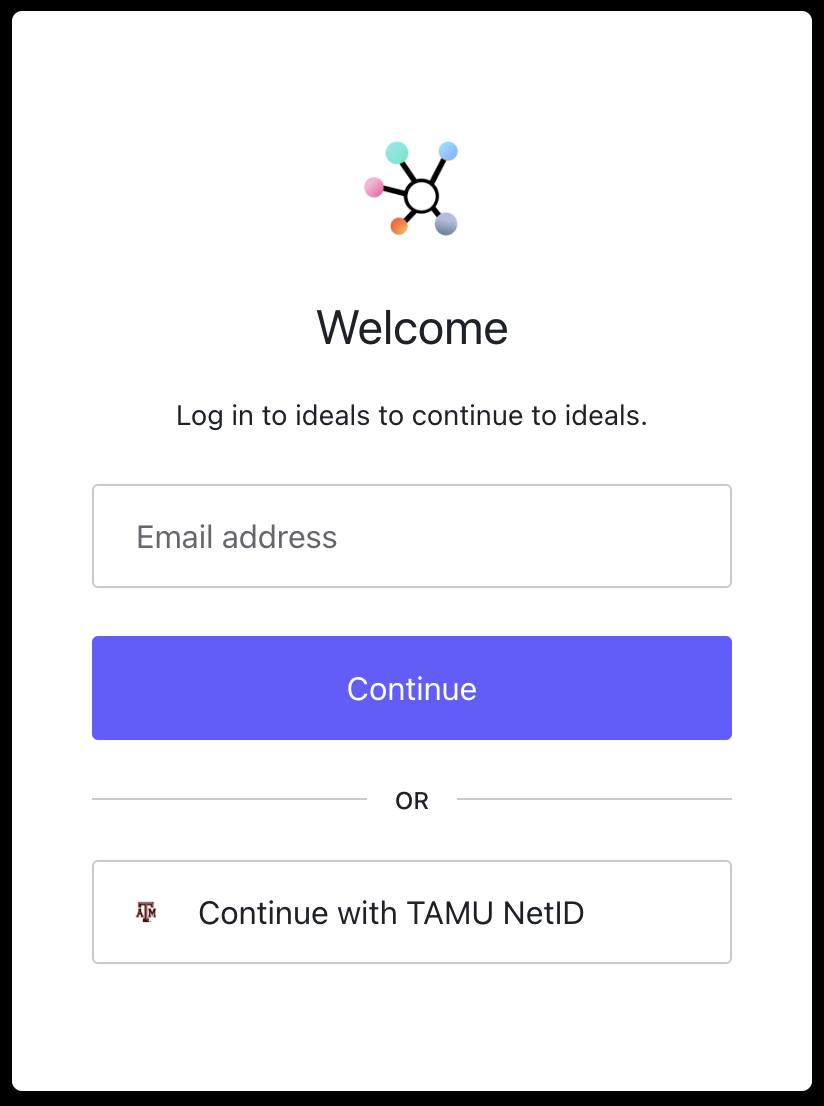 Welcome
Log in to ideals to continue to ideals.
Email address
Continue
OR
ATM
Continue with TAMU NetID